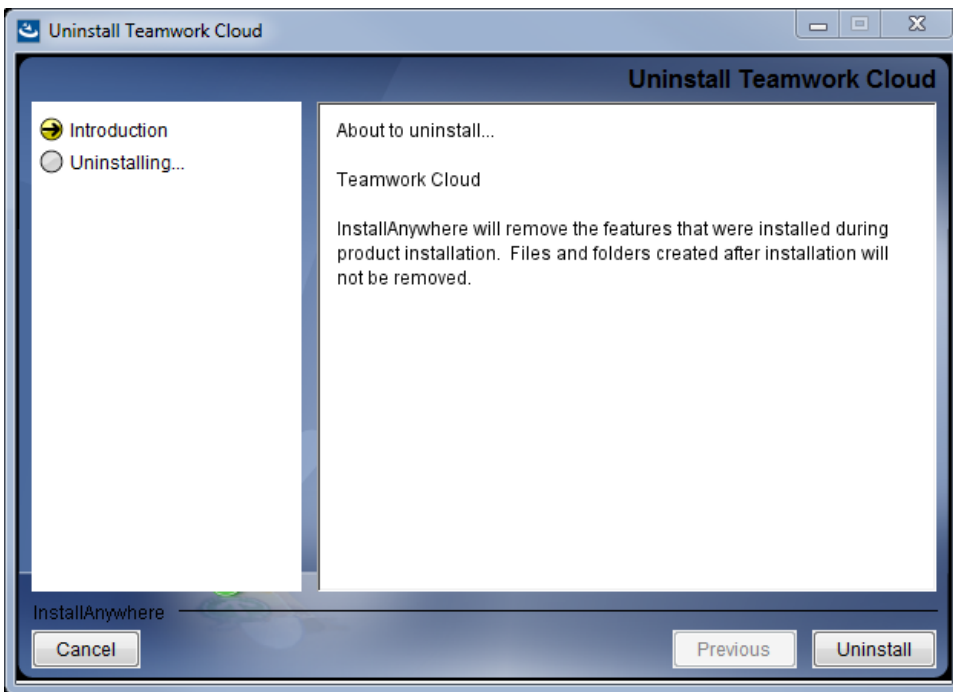 Uninstall Teamwork Cloud
Uninstall Teamwork Cloud
Introduction
Uninstalling...
About to uninstall...
Teamwork Cloud
InstallAnywhere will remove the features that were installed during
product installation.  Files and folders created after installation will
not be removed.
InstallAnywhere
Cancel
Previous
Uninstall